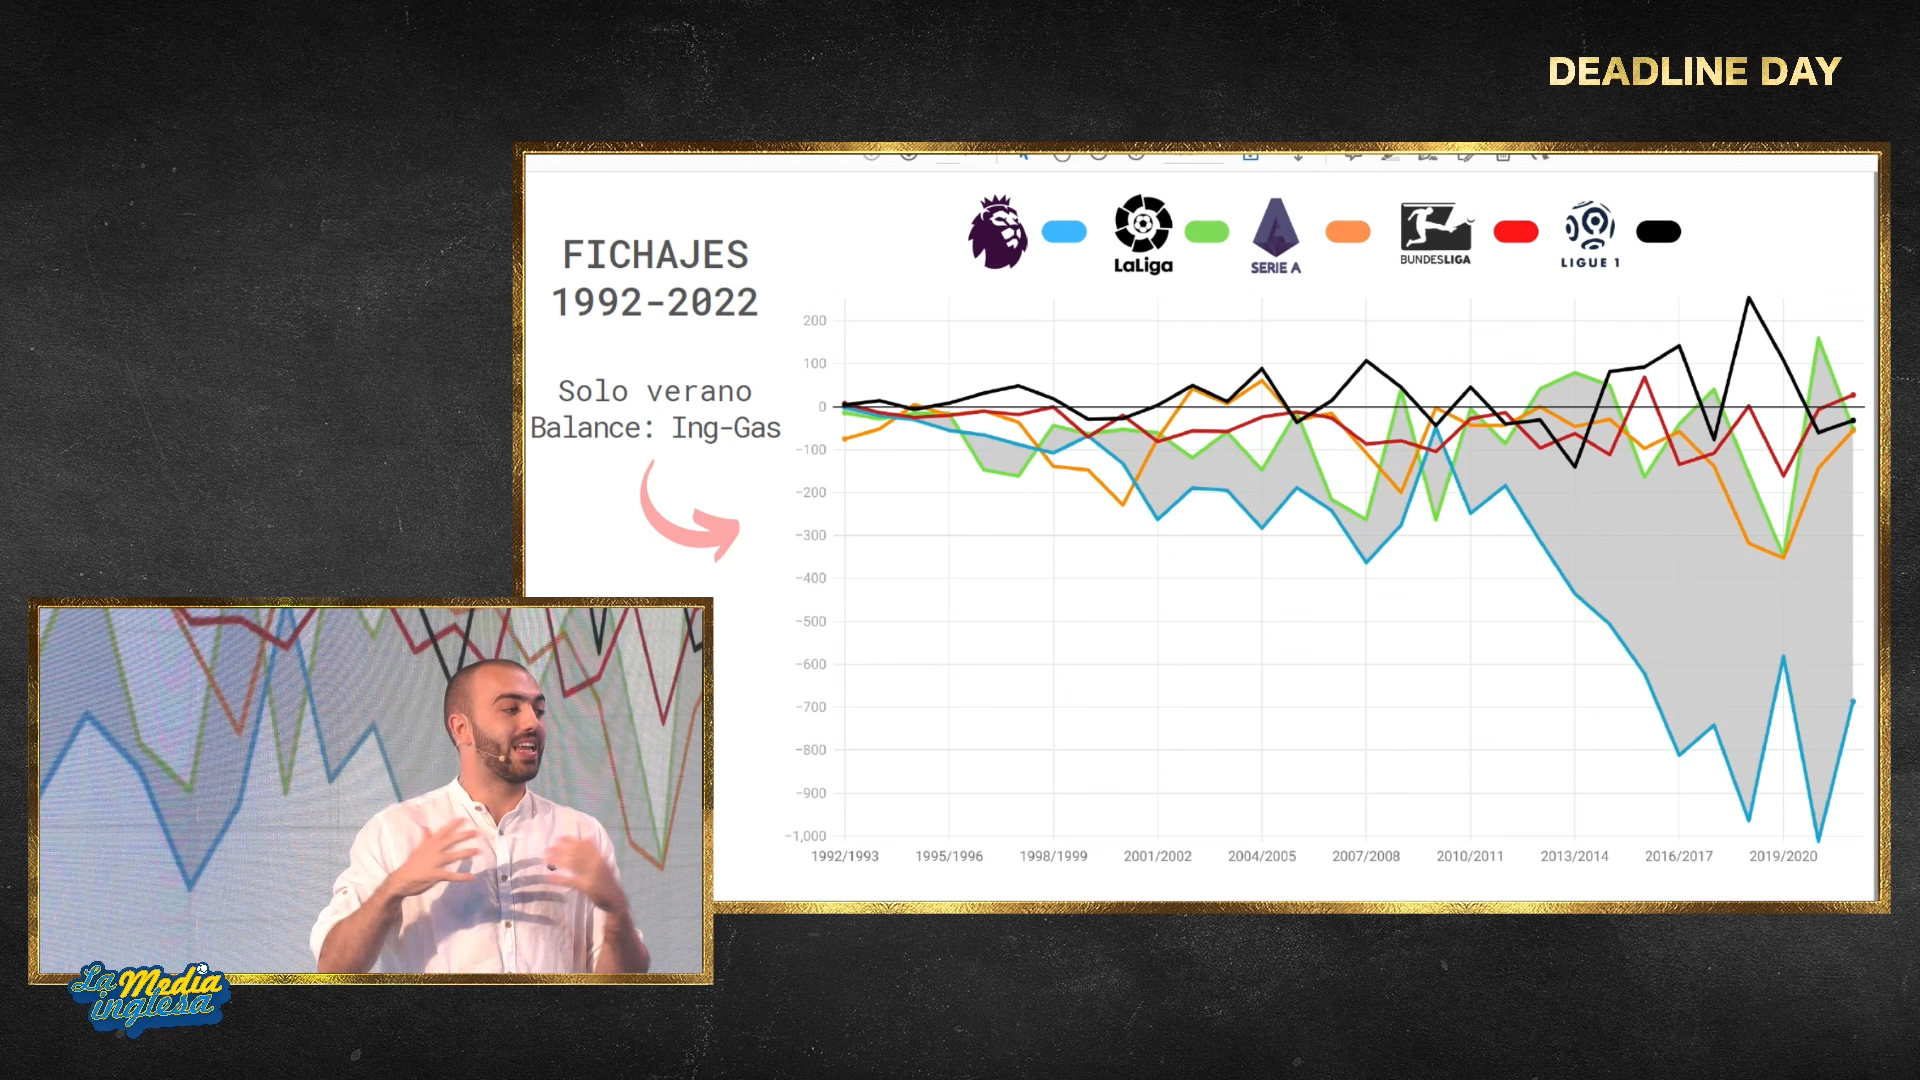 DEADLINE DAY
FICHAJES
1992-2022
Solo verano
Balance: Ing-Gas
LaLiga
SERIE A
BUNDESLIGA
LIGUE 1
200
100
0
-100
-200
-300
-400
-500
-600
-700
-800
-900
-1,000
1992/1993 1995/1996 1998/1999 2001/2002 2004/2005 2007/2008 2010/2011 2013/2014 2016/2017 2019/2020
La Media
inglesa